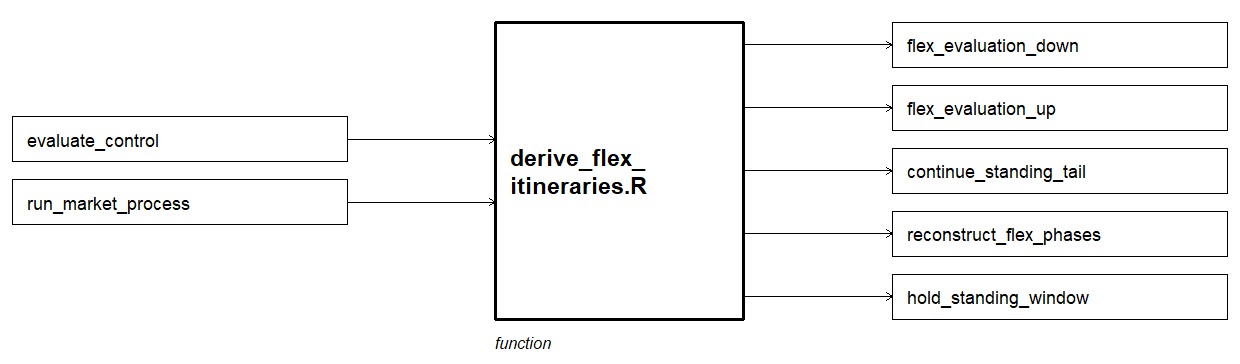 evaluate_control
run_market_process
derive_flex_
itineraries.R
function
flex_evaluation_down
flex_evaluation_up
continue_standing_tail
reconstruct_flex_phases
hold_standing_window